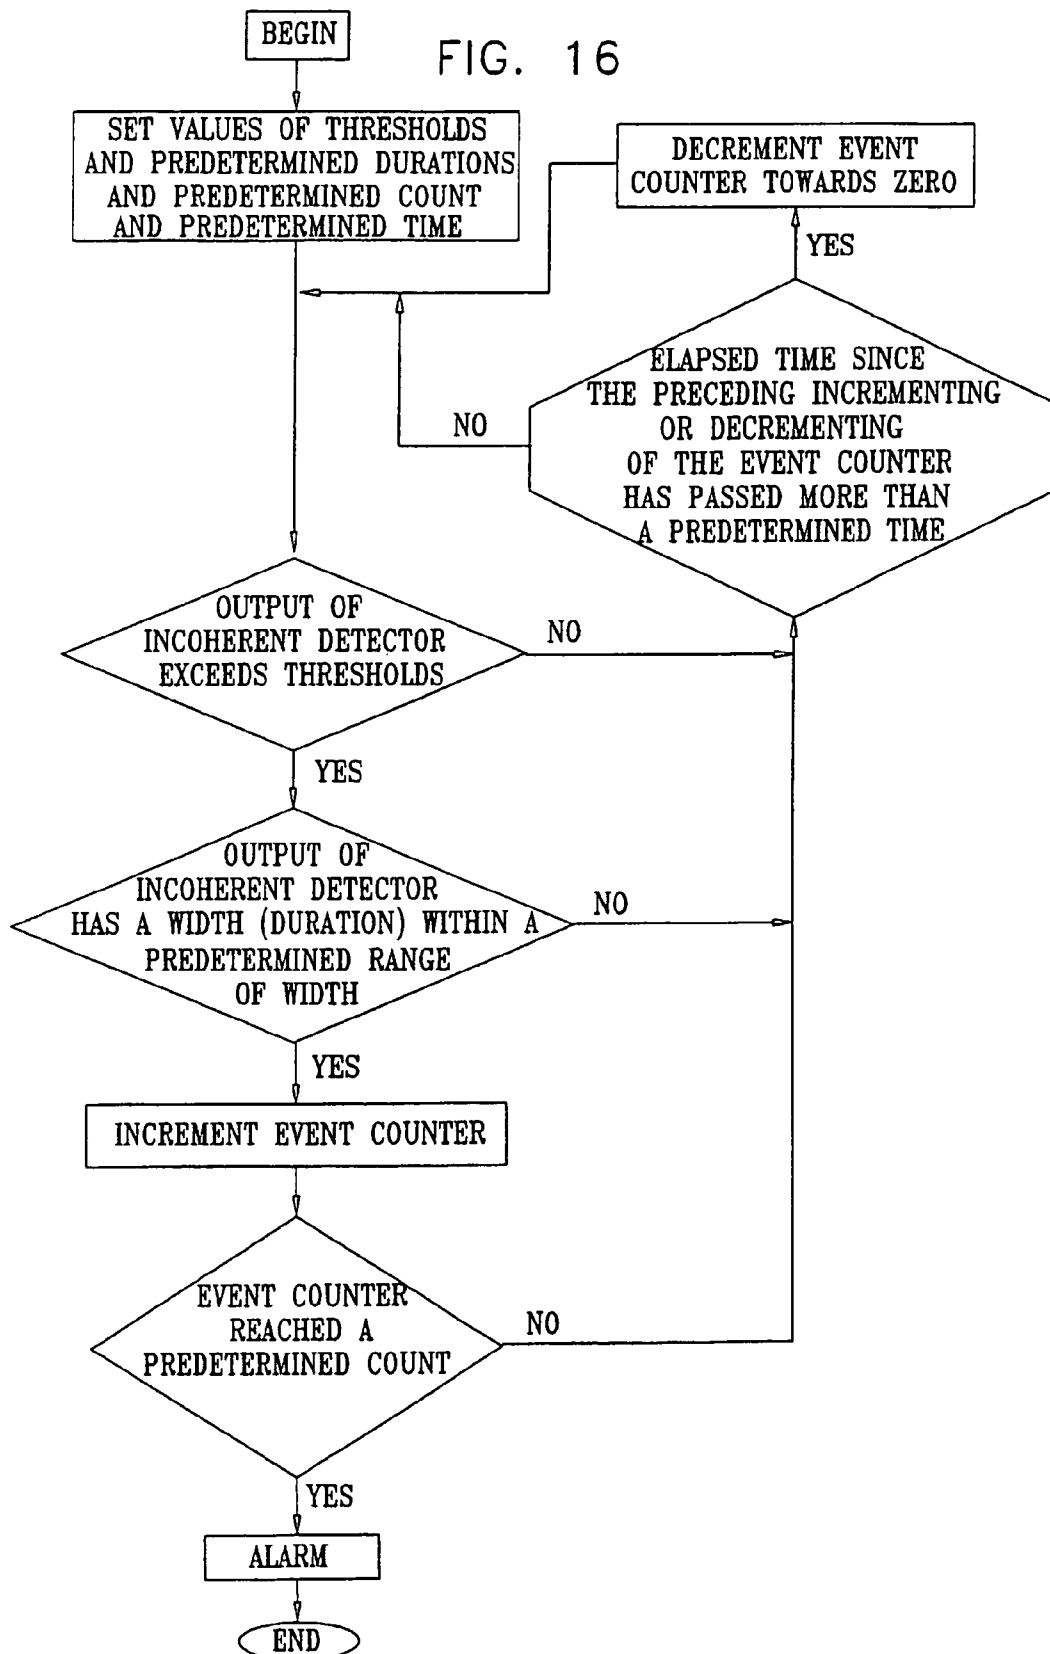 BEGIN
FIG. 16
SET VALUES OF THRESHOLDS
AND PREDETERMINED DURATIONS
AND PREDETERMINED COUNT
AND PREDETERMINED TIME
DECREMENT EVENT
COUNTER TOWARDS ZERO
YES
ELAPSED TIME SINCE
THE PRECEDING INCREMENTING
OR DECREMENTING
OF THE EVENT COUNTER
HAS PASSED MORE THAN
A PREDETERMINED TIME
NO
OUTPUT OF
INCOHERENT DETECTOR
EXCEEDS THRESHOLDS
NO
YES
OUTPUT OF
INCOHERENT DETECTOR
HAS A WIDTH (DURATION) WITHIN A
PREDETERMINED RANGE
OF WIDTH
NO
YES
INCREMENT EVENT COUNTER
EVENT COUNTER
REACHED A
PREDETERMINED COUNT
NO
YES
ALARM
END